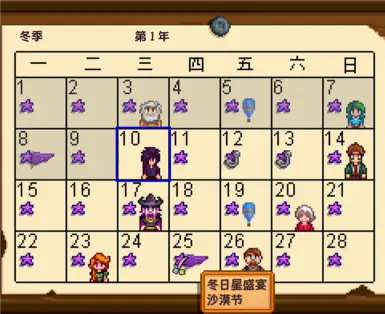 冬季 第1年
一 二 三 四 五 六 日
1 2 3 4 5 6 7
8 9 10 11 12 13 14
15 16 17 18 19 20 21
22 23 24 25 26 27 28
冬日星盛宴
沙漠节